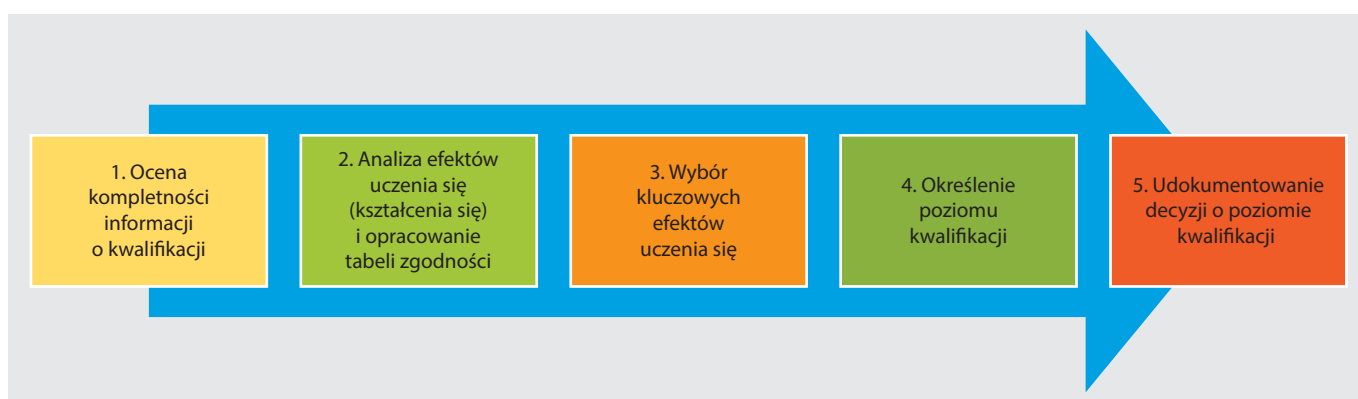 1. Ocena
kompletności
informacji
o kwalifikacji
2. Analiza efektów
uczenia się
(kształcenia się)
i opracowanie
tabeli zgodności
3. Wybór
kluczowych
efektów
uczenia się
4. Określenie
poziomu
kwalifikacji
5. Udokumentowanie
decyzji o poziomie
kwalifikacji